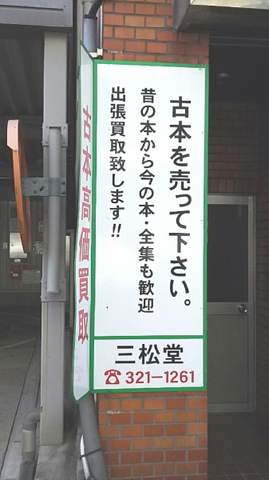 古本を売って下さい。
昔の本から今の本・全集も歓迎
出張買取致します!!
三松堂
☎321-1261
古本高価買取